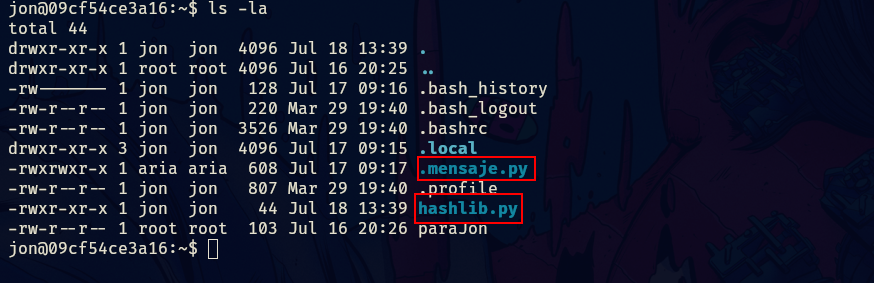 jon@09cf54ce3a16:~$ ls -la
total 44
drwxr-xr-x 1 jon  jon  4096 Jul 18 13:39 .
drwxr-xr-x 1 root root 4096 Jul 16 20:25 ..
-rw------- 1 jon  jon   128 Jul 17 09:16 .bash_history
-rw-r--r-- 1 jon  jon   220 Mar 29 19:40 .bash_logout
-rw-r--r-- 1 jon  jon  3526 Mar 29 19:40 .bashrc
drwxr-xr-x 3 jon  jon  4096 Jul 17 09:15 .local
-rwxrwxr-x 1 aria aria  608 Jul 17 09:17 .mensaje.py
-rw-r--r-- 1 jon  jon   807 Mar 29 19:40 .profile
-rwxr-xr-x 1 jon  jon    44 Jul 18 13:39 hashlib.py
-rw-r--r-- 1 root root  103 Jul 16 20:26 paraJon
jon@09cf54ce3a16:~$